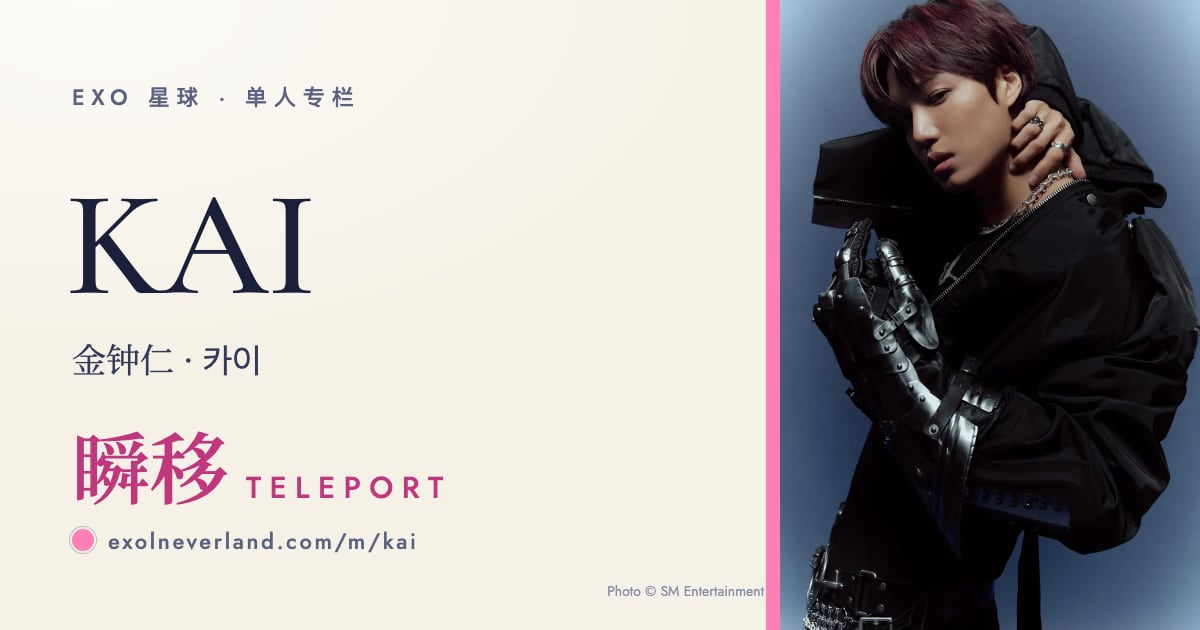 EXO 星球 · 单人专栏
KAI
金钟仁 · 카이
瞬移 TELEPORT
exolneverland.com/m/kai
Photo © SM Entertainment